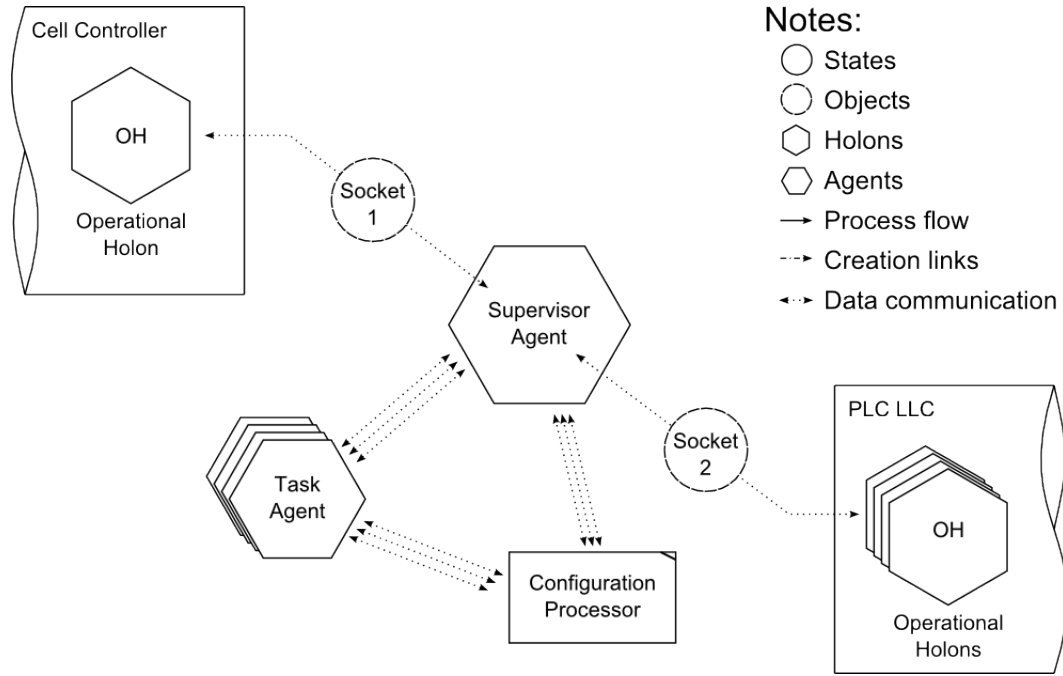 Cell Controller
OH
Operational
Holon
Socket
1
Supervisor
Agent
Task
Agent
Configuration
Processor
Socket
2
PLC LLC
OH
Operational
Holons
Notes:
States
Objects
Holons
Agents
Process flow
Creation links
Data communication